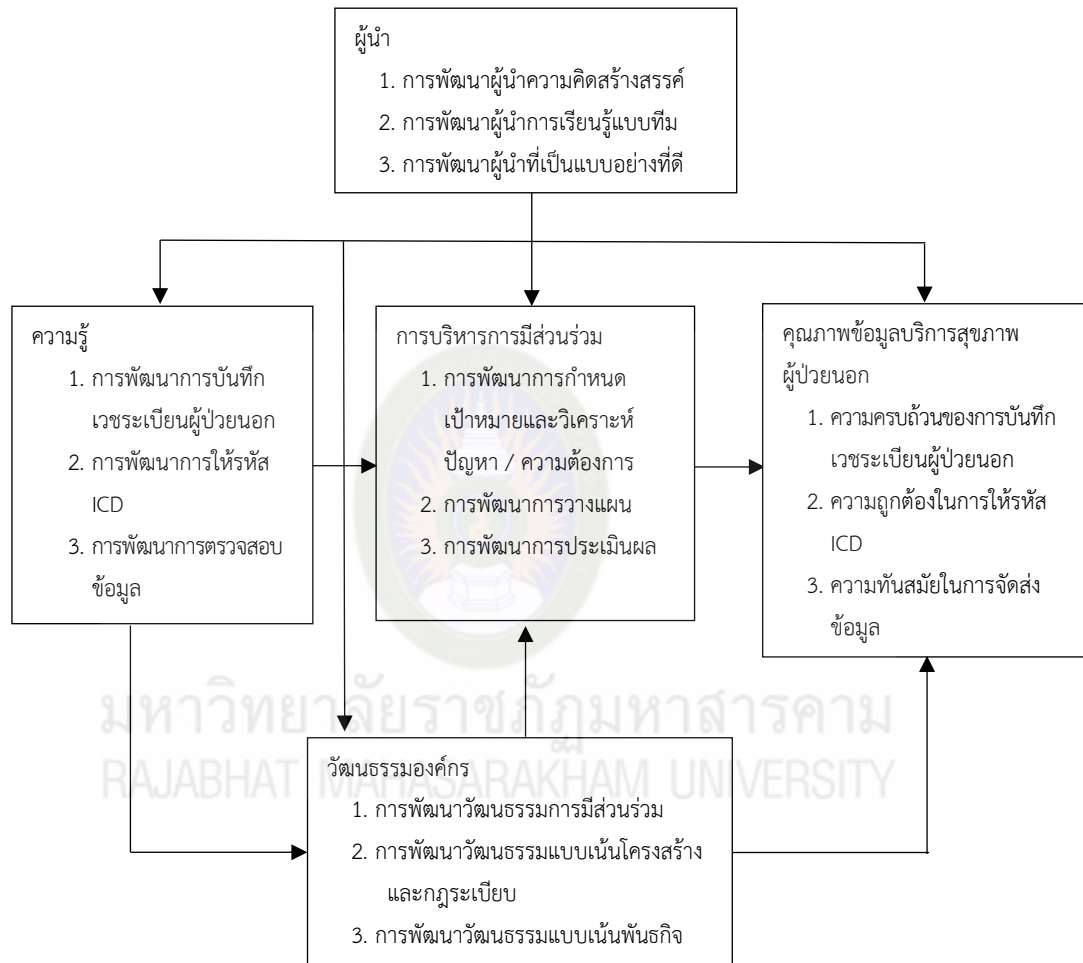 ผู้นำ
1. การพัฒนาผู้นำความคิดสร้างสรรค์
2. การพัฒนาผู้นำการเรียนรู้แบบทีม
3. การพัฒนาผู้นำที่เป็นแบบอย่างที่ดี
ความรู้
1. การพัฒนาการบันทึก
เวชระเบียนผู้ป่วยนอก
2. การพัฒนาการให้รหัส
ICD
3. การพัฒนาการตรวจสอบ
ข้อมูล
การบริหารการมีส่วนร่วม
1. การพัฒนาการกำหนด
เป้าหมายและวิเคราะห์
ปัญหา / ความต้องการ
2. การพัฒนาการวางแผน
3. การพัฒนาการประเมินผล
คุณภาพข้อมูลบริการสุขภาพ
ผู้ป่วยนอก
1. ความครบถ้วนของการบันทึก
เวชระเบียนผู้ป่วยนอก
2. ความถูกต้องในการให้รหัส
ICD
3. ความทันสมัยในการจัดส่ง
ข้อมูล
มหาวิทยาลัยราชภัฏมหาสารคาม
RAJABHAT MAHASARAKHAM UNIVERSITY
วัฒนธรรมองค์กร
1. การพัฒนาวัฒนธรรมการมีส่วนร่วม
2. การพัฒนาวัฒนธรรมแบบเน้นโครงสร้าง
และกฎระเบียบ
3. การพัฒนาวัฒนธรรมแบบเน้นพันธกิจ